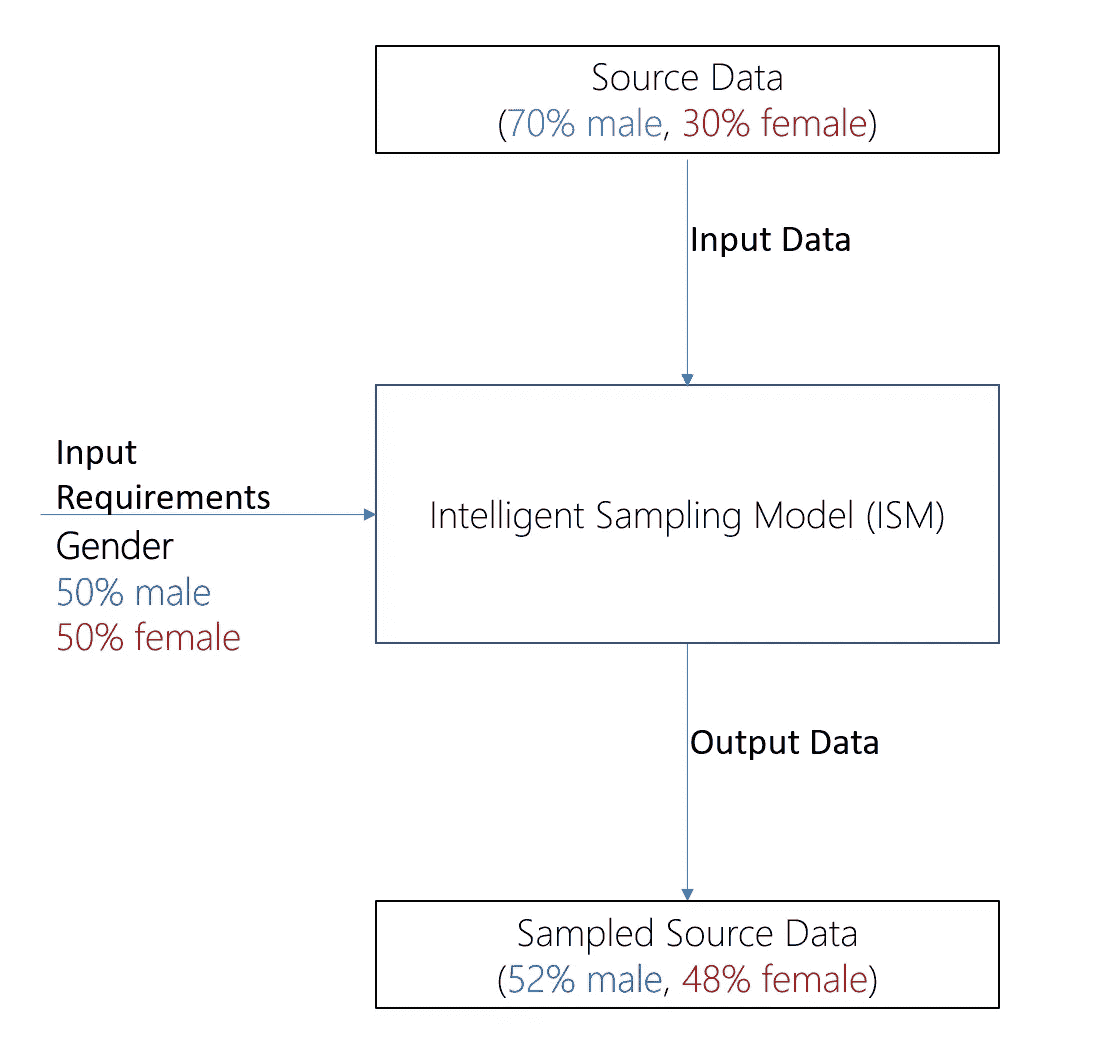 Source Data
(70% male, 30% female)
Input Data
Input
Requirements
Gender
50% male
50% female
Intelligent Sampling Model (ISM)
Output Data
Sampled Source Data
(52% male, 48% female)